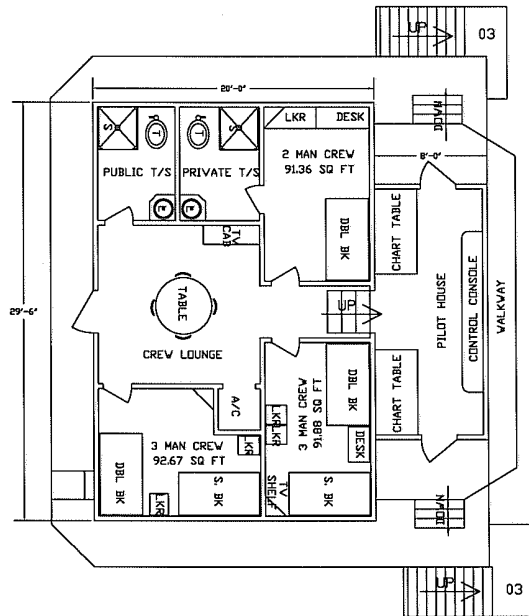 UP
03
20'-0"
DOWN
LKR
DESK
S
T
T
S
PUBLIC T/S
PRIVATE T/S
2 MAN CREW
91.36 SQ FT
8'-0"
CHART TABLE
DBL BK
TV
CAB
29'-6"
TABLE
CREW LOUNGE
UP
PILOT HOUSE
CONTROL CONSOLE
WALKWAY
CHART TABLE
A/C
3 MAN CREW
92.67 SQ FT
LKR
DBL BK
LKR
S. BK
LKR
LKR
3 MAN CREW
91.88 SQ FT
DBL BK
DESK
TV
SHELF
S. BK
DOWN
UP
03